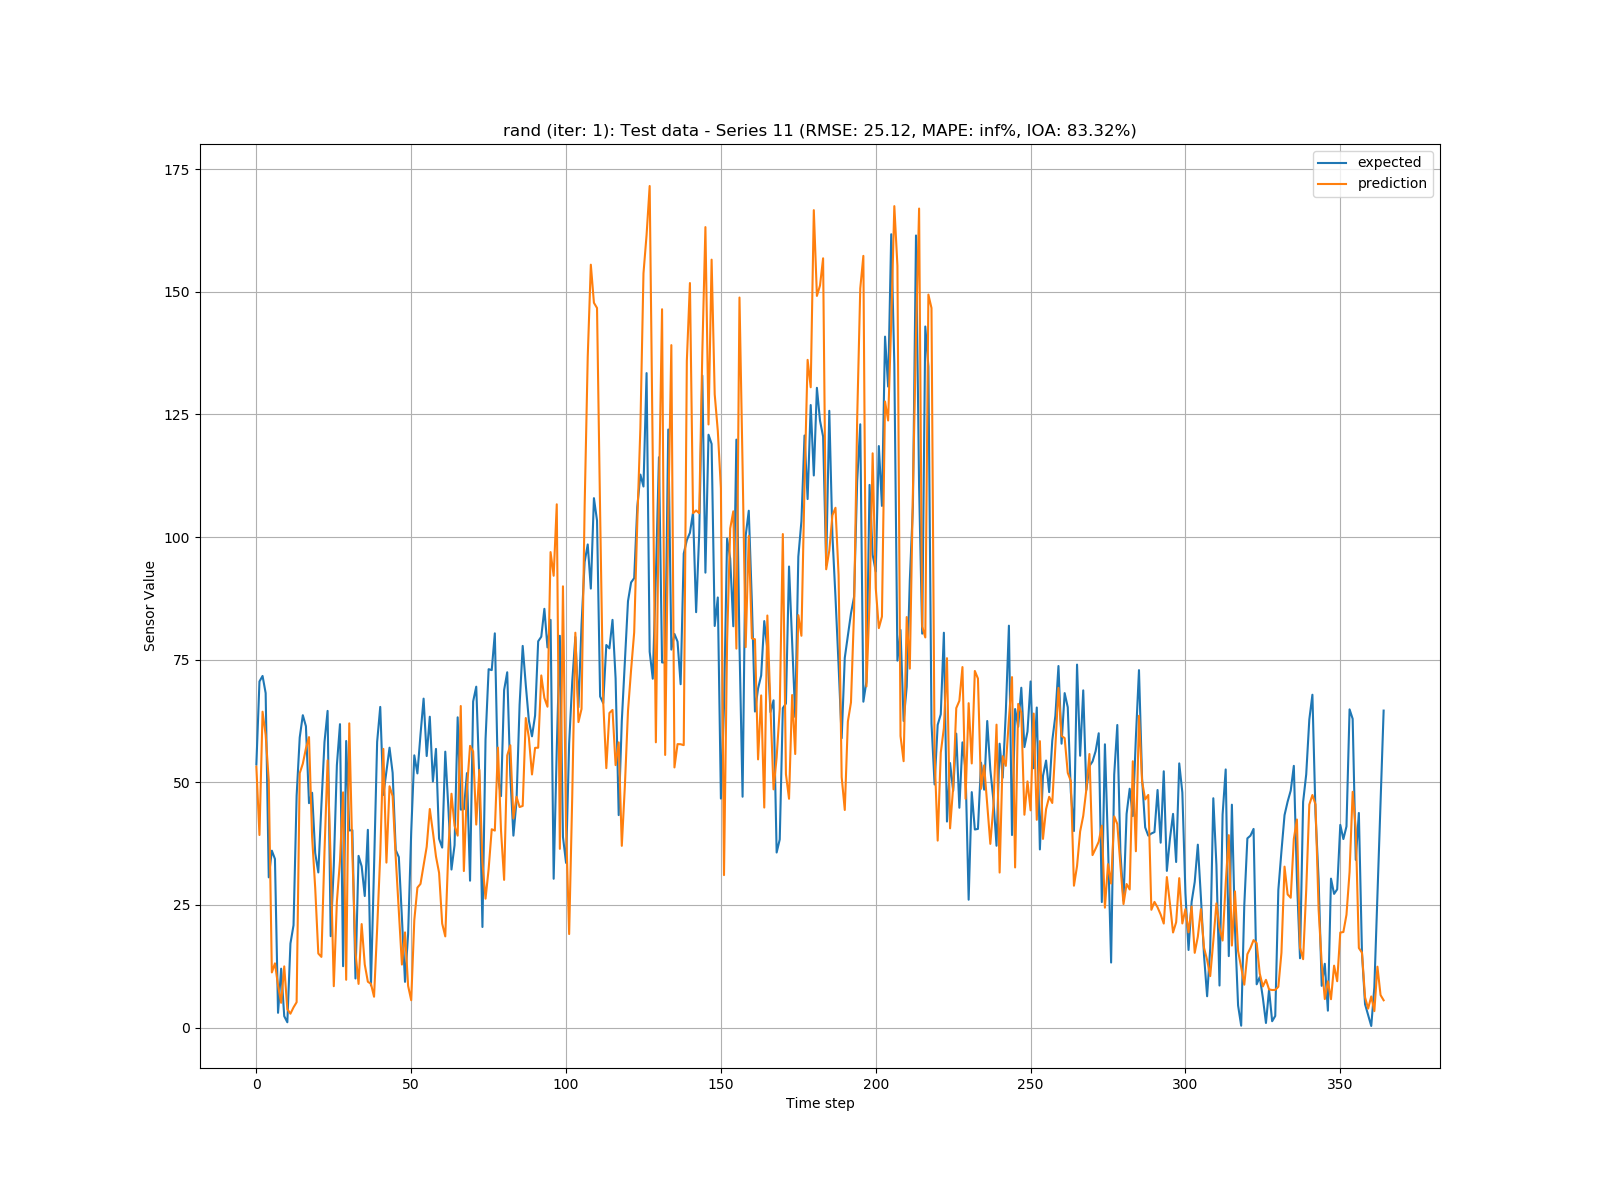 rand (iter: 1): Test data - Series 11 (RMSE: 25.12, MAPE: inf%, IOA: 83.32%)
expected
prediction
175
150
125
100
75
50
25
0
Sensor Value
0 50 100 150 200 250 300 350
Time step